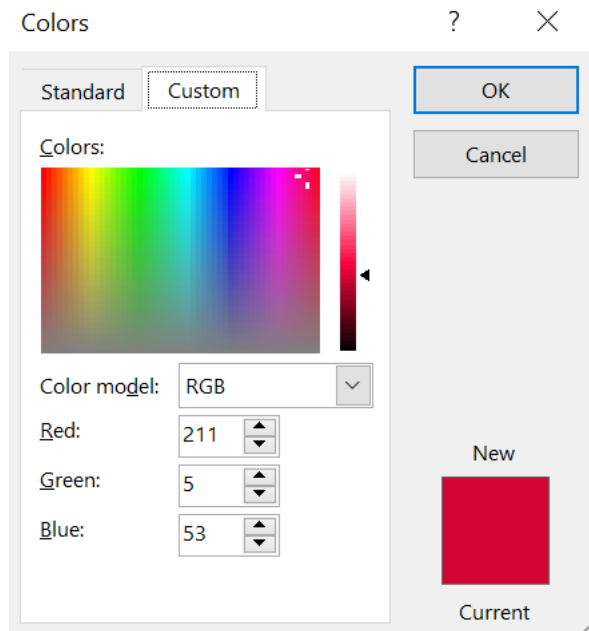 Colors ?
Standard Custom
OK
Cancel
Colors:
Color model: RGB
Red: 211
Green: 5
Blue: 53
New
Current